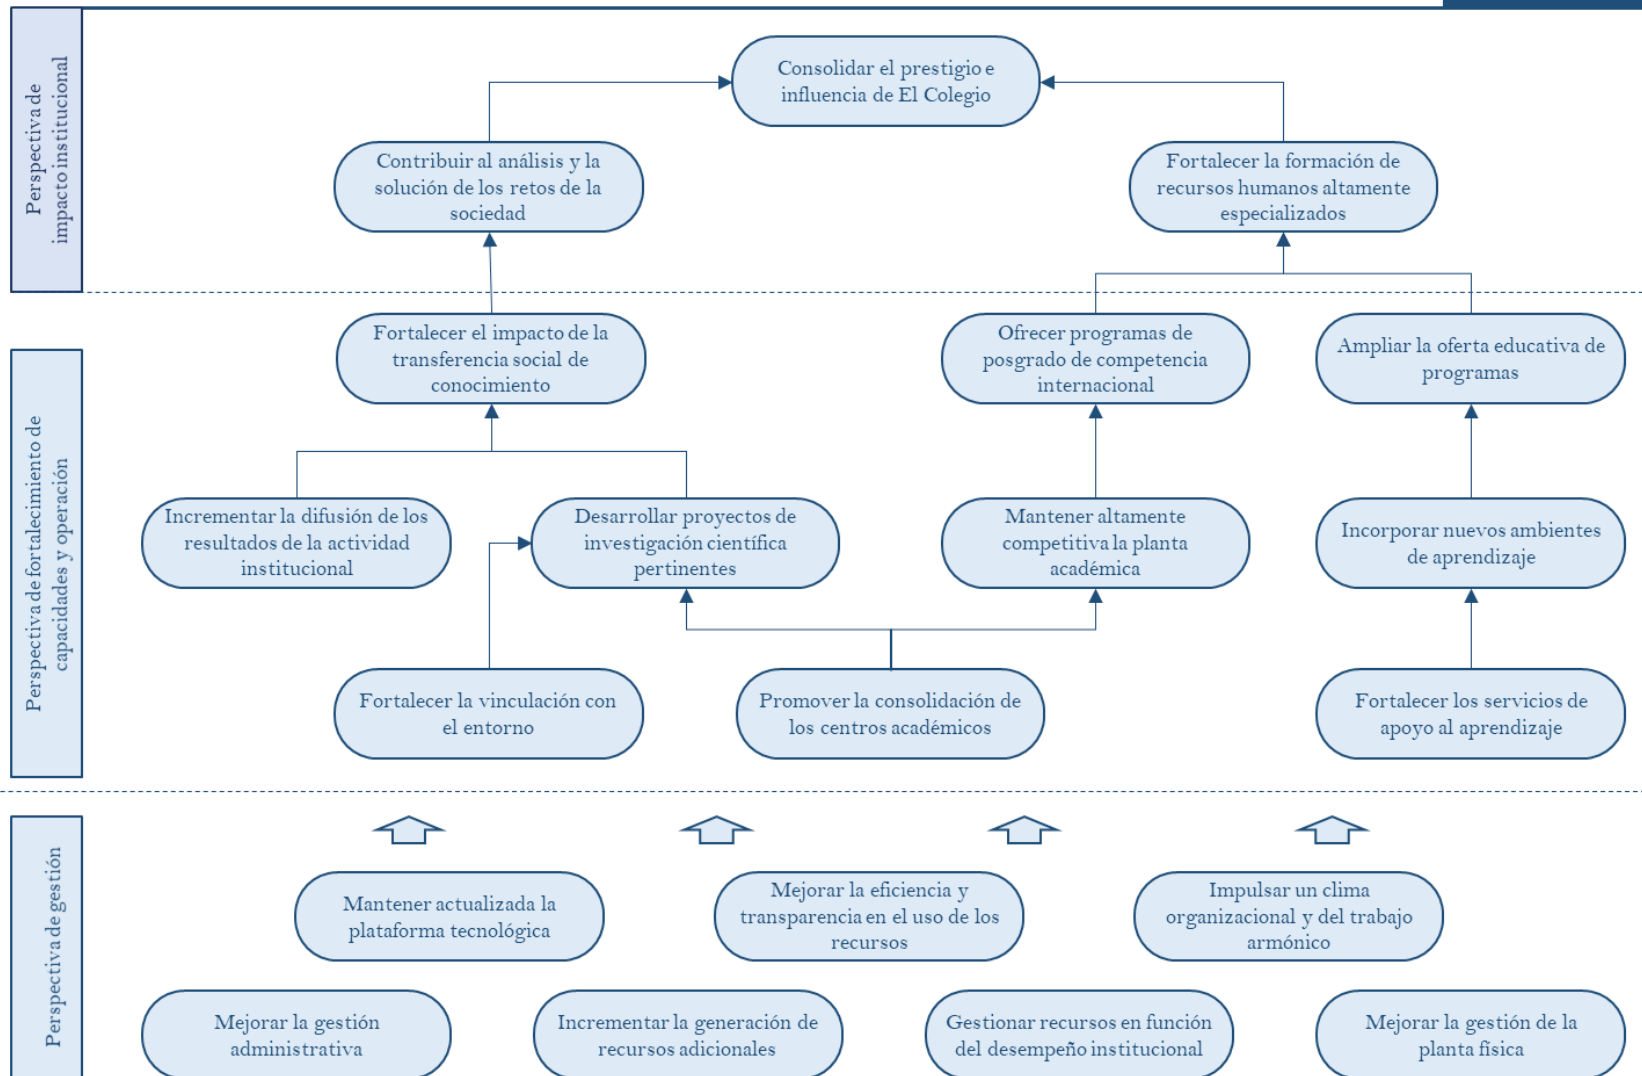 Perspectiva de
impacto institucional
Consolidar el prestigio e
influencia de El Colegio
Contribuir al análisis y la
solución de los retos de la
sociedad
Fortalecer la formación de
recursos humanos altamente
especializados
Perspectiva de fortalecimiento de
capacidades y operación
Fortalecer el impacto de la
transferencia social de
conocimiento
Ofrecer programas de
posgrado de competencia
internacional
Ampliar la oferta educativa de
programas
Incrementar la difusión de los
resultados de la actividad
institucional
Desarrollar proyectos de
investigación científica
pertinentes
Mantener altamente
competitiva la planta
académica
Incorporar nuevos ambientes
de aprendizaje
Fortalecer la vinculación con
el entorno
Promover la consolidación de
los centros académicos
Fortalecer los servicios de
apoyo al aprendizaje
Perspectiva de gestión
Mantener actualizada la
plataforma tecnológica
Mejorar la eficiencia y
transparencia en el uso de los
recursos
Impulsar un clima
organizacional y del trabajo
armónico
Mejorar la gestión
administrativa
Incrementar la generación de
recursos adicionales
Gestionar recursos en función
del desempeño institucional
Mejorar la gestión de la
planta física